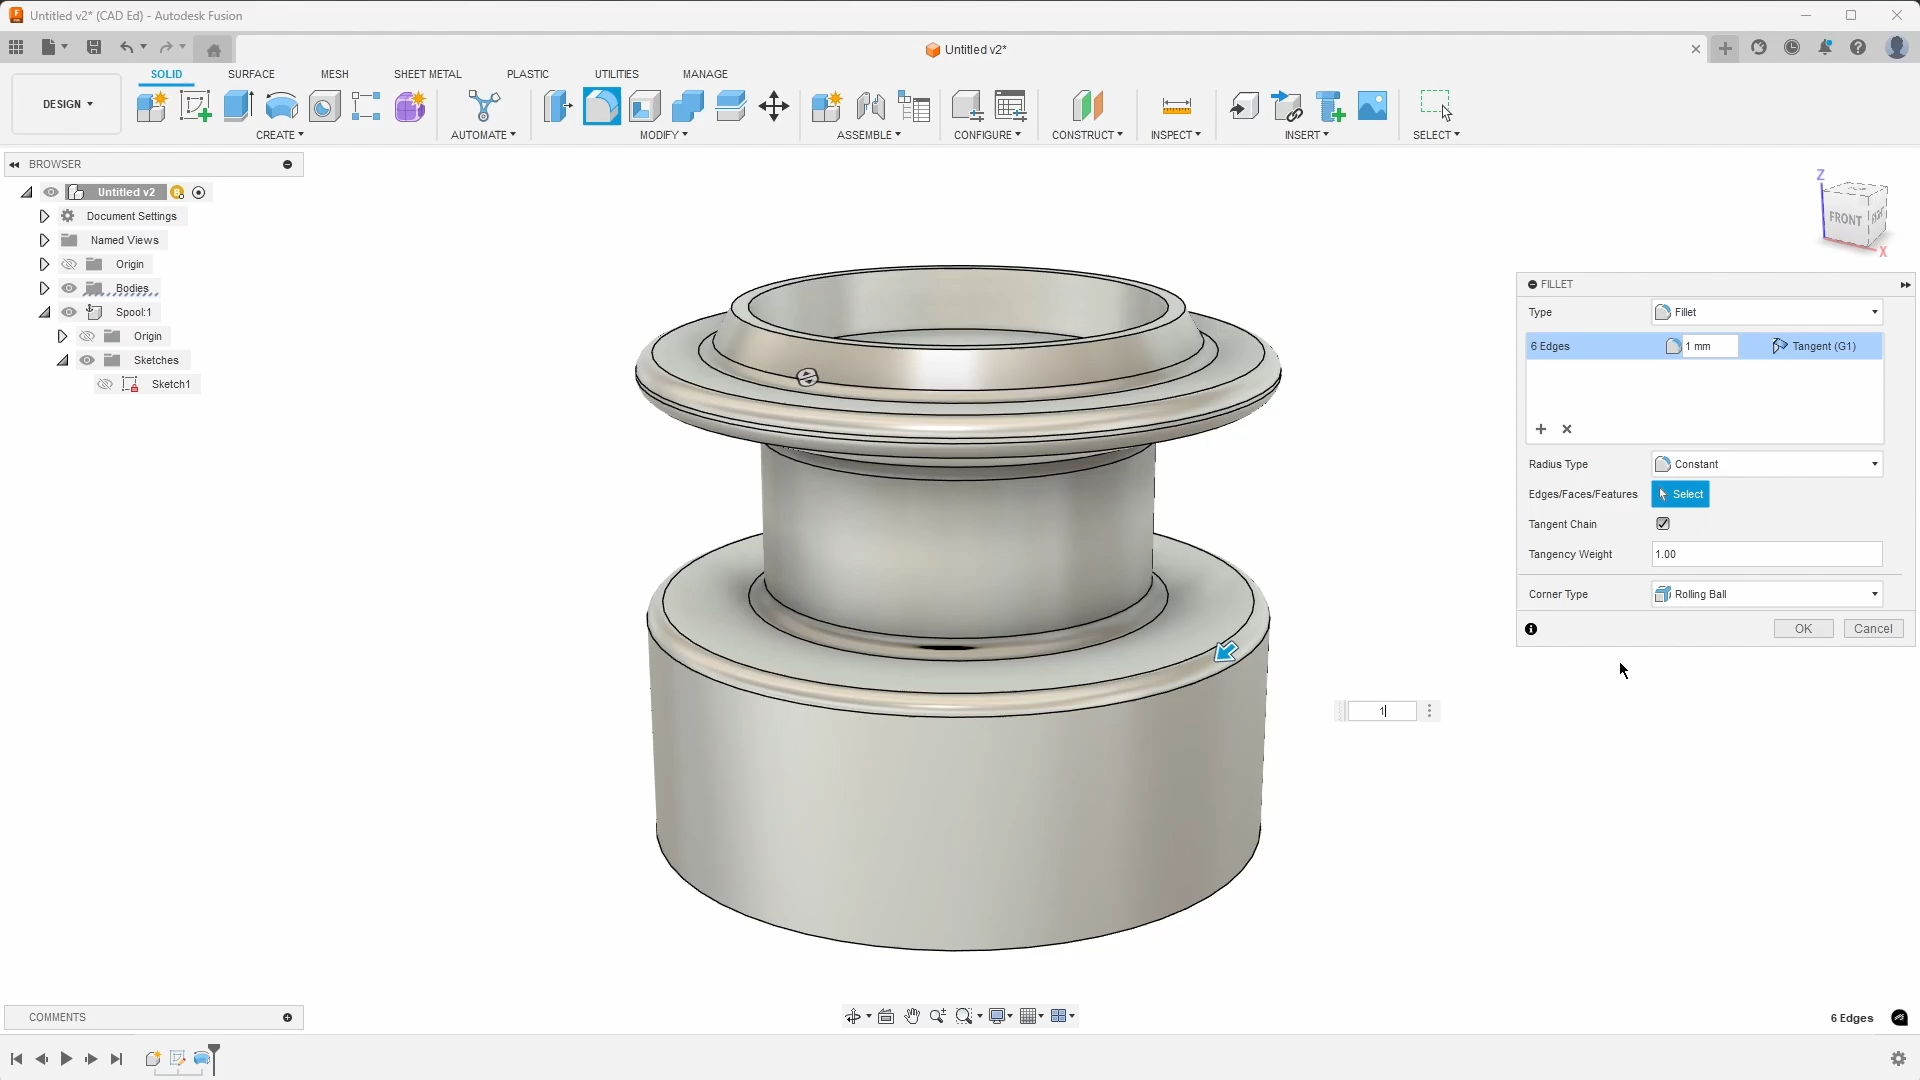 Untitled v2* (CAD Ed) - Autodesk Fusion
Untitled v2*
SOLID
SURFACE
MESH
SHEET METAL
PLASTIC
UTILITIES
MANAGE
DESIGN
CREATE
AUTOMATE
MODIFY
ASSEMBLE
CONFIGURE
CONSTRUCT
INSPECT
INSERT
SELECT
BROWSER
Untitled v2
Document Settings
Named Views
Origin
Bodies
Spool:1
Origin
Sketches
Sketch1
Z
FRONT
X
FILLET
Type
Fillet
6 Edges
1 mm
Tangent (G1)
Radius Type
Constant
Edges/Faces/Features
Select
Tangent Chain
Tangency Weight
1.00
Corner Type
Rolling Ball
OK
Cancel
1
COMMENTS
6 Edges